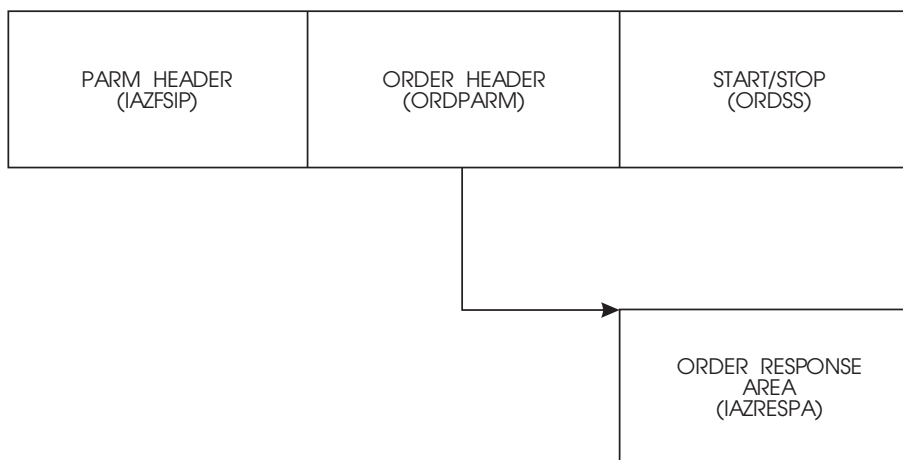 PARM HEADER
(IAZFSIP)
ORDER HEADER
(ORDPARM)
START/STOP
(ORDSS)
ORDER RESPONSE
AREA
(IAZRESPA)